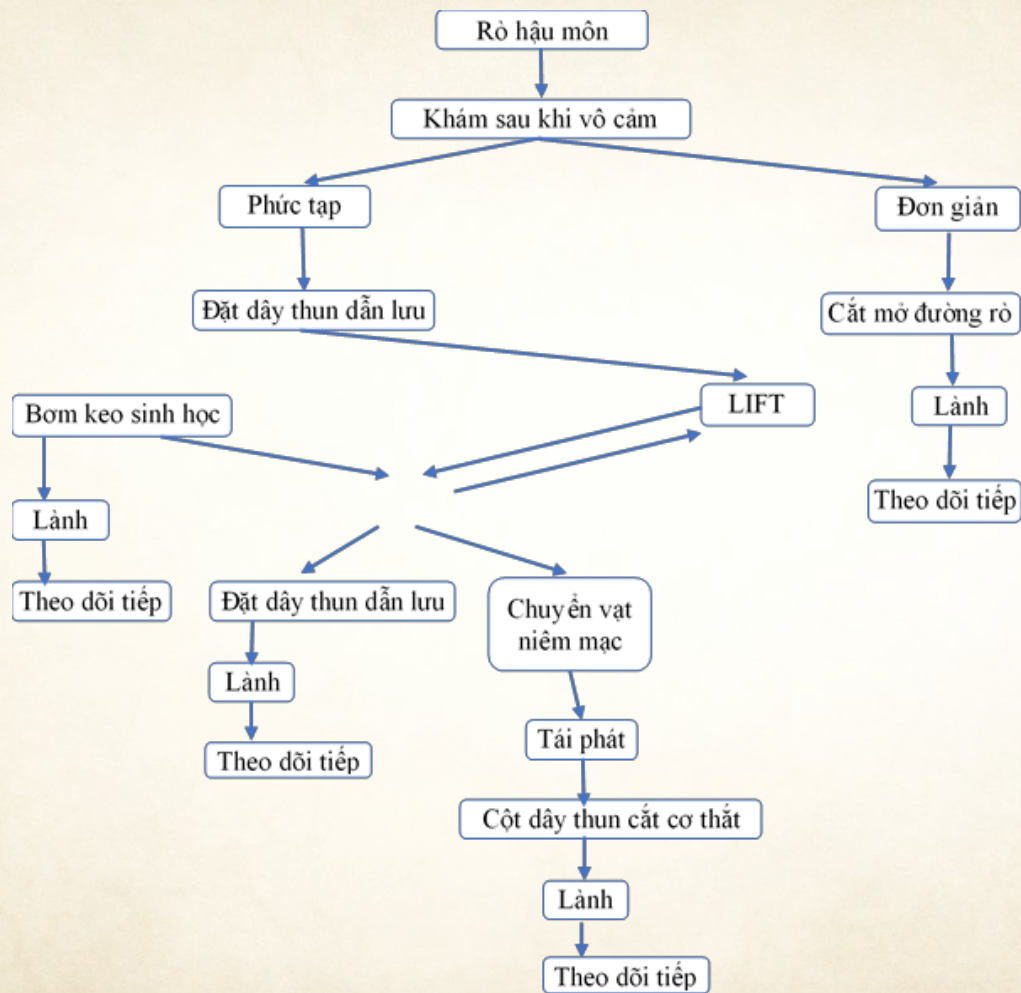 Rò hậu môn
Khám sau khi vô cảm
Phức tạp
Đơn giản
Đặt dây thun dẫn lưu
Cắt mở đường rò
LIFT
Lành
Bơm keo sinh học
Theo dõi tiếp
Lành
Theo dõi tiếp
Đặt dây thun dẫn lưu
Chuyển vạt
niêm mạc
Lành
Tái phát
Theo dõi tiếp
Cột dây thun cắt cơ thắt
Lành
Theo dõi tiếp